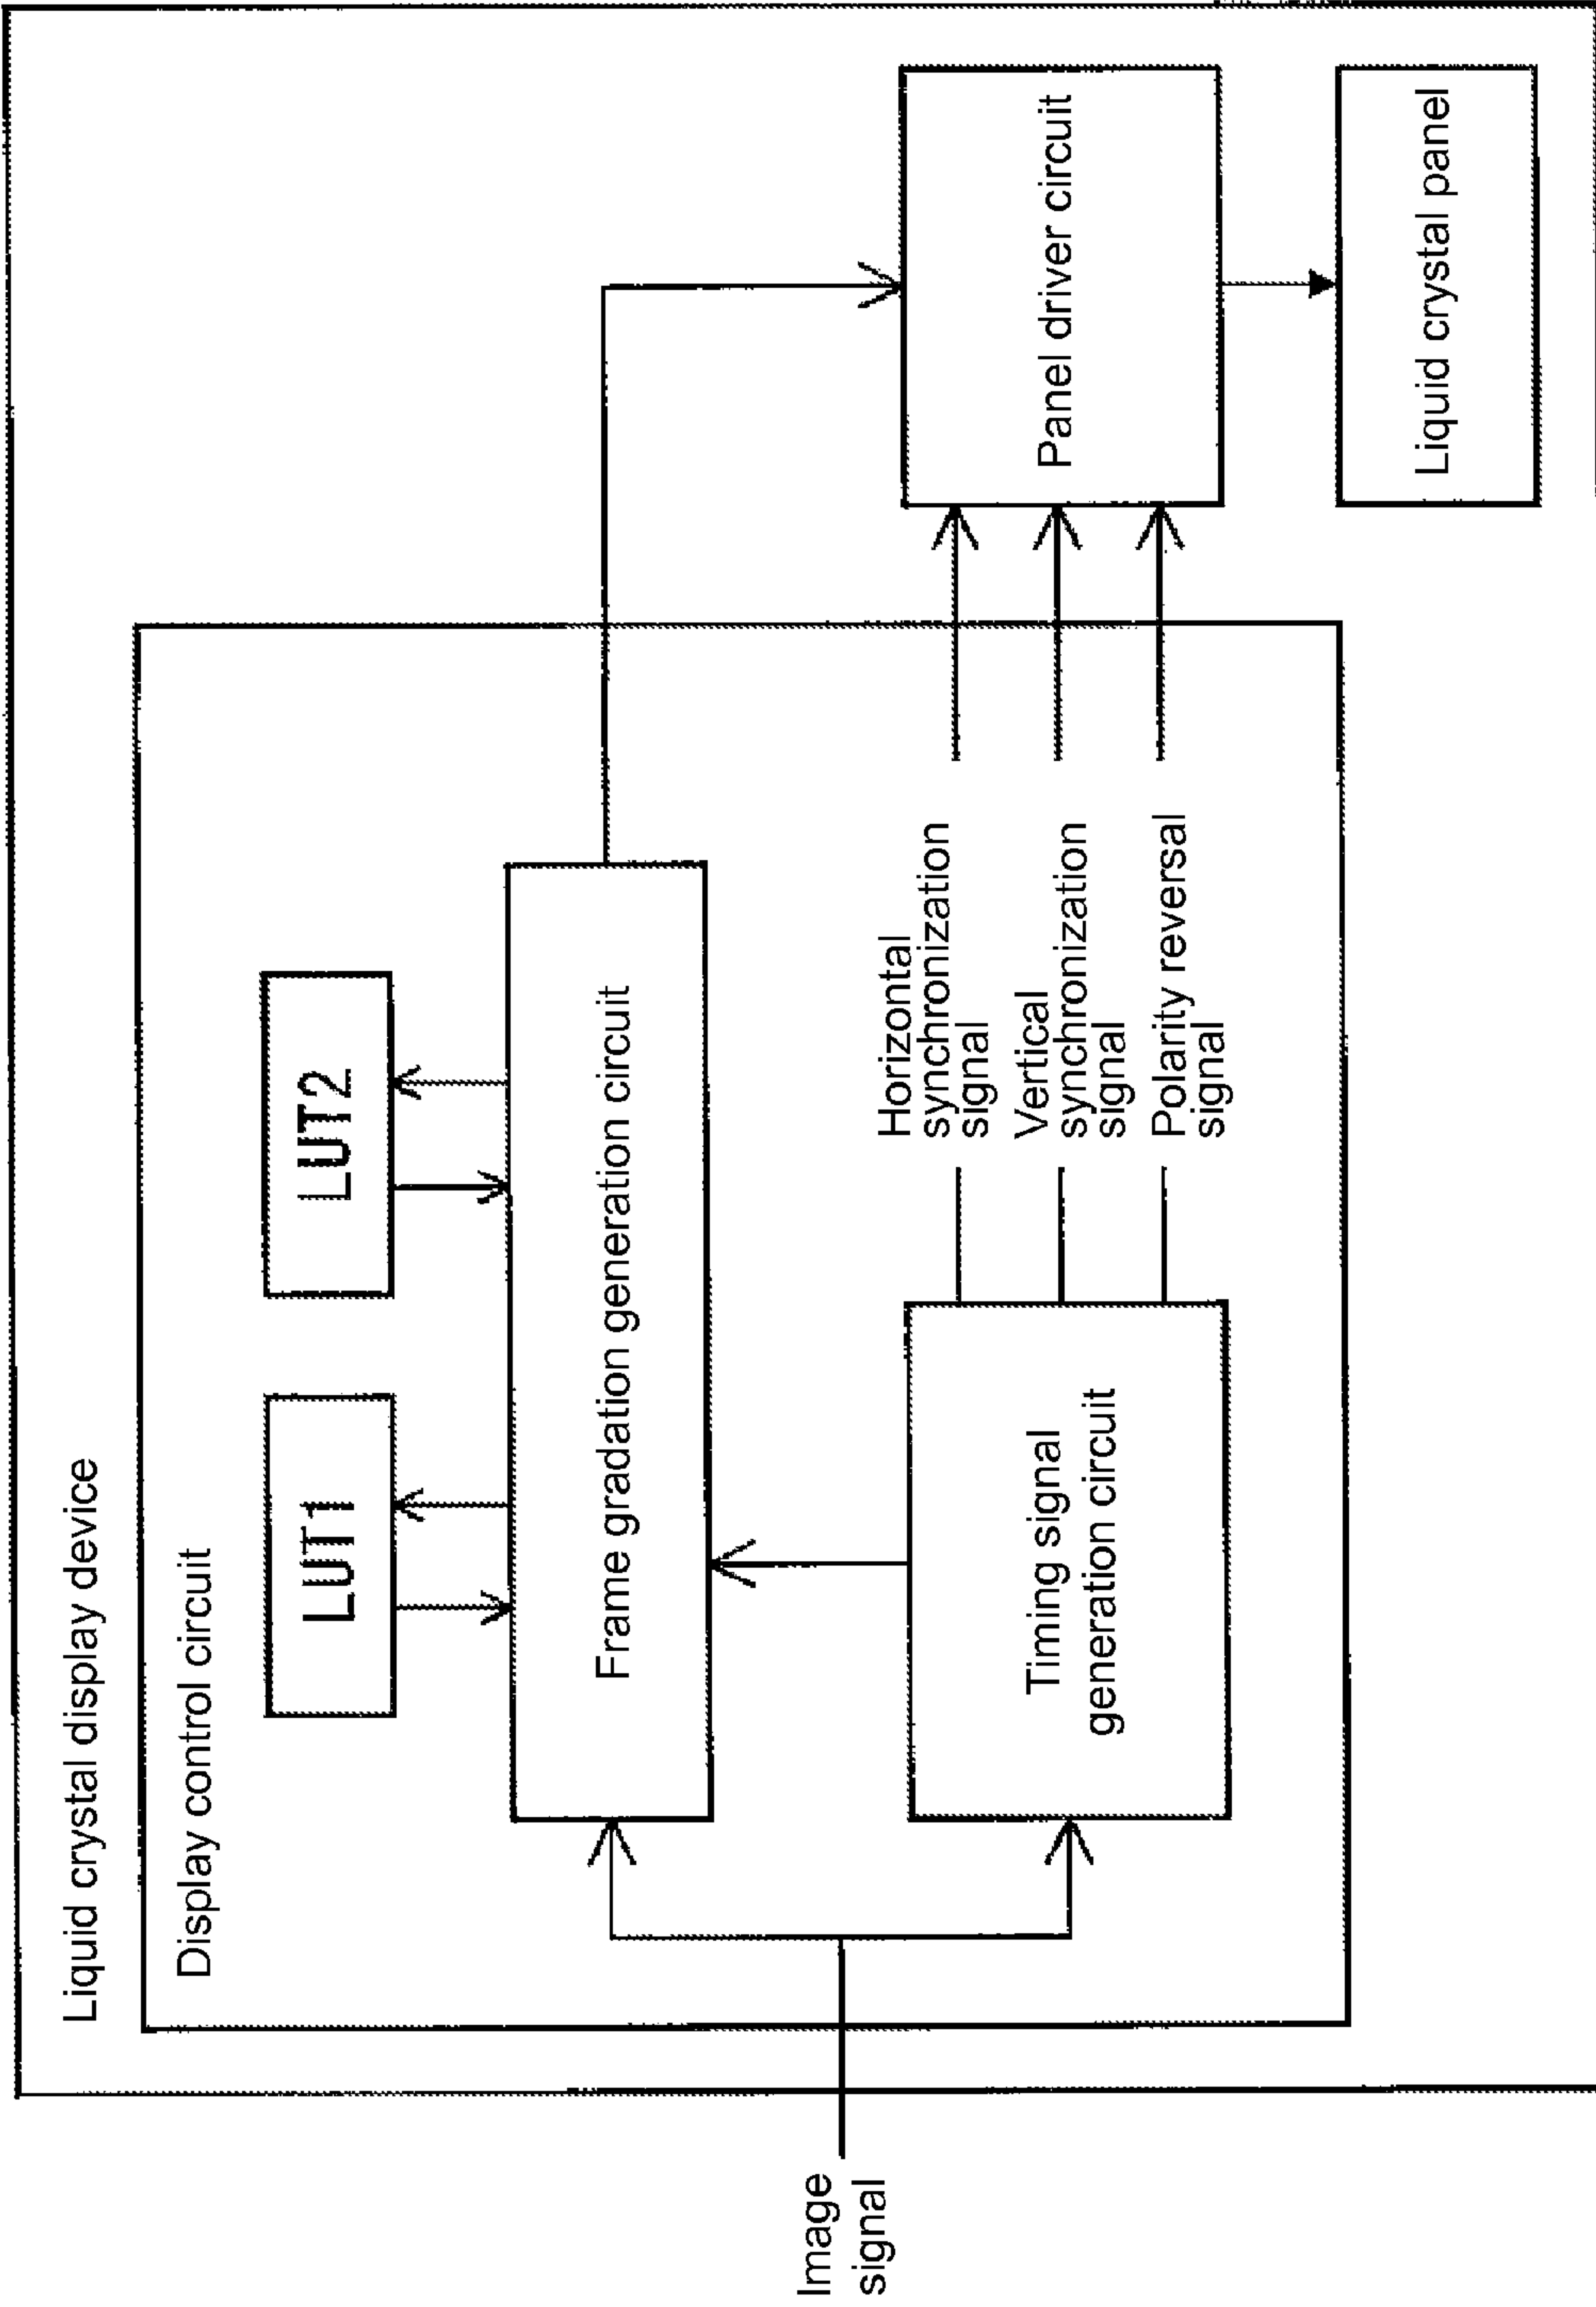 Liquid crystal display device
Display control circuit
LUT1
LUT2
Frame gradation generation circuit
Image
signal
Timing signal
generation circuit
Horizontal
synchronization
signal
Vertical
synchronization
signal
Polarity reversal
signal
Panel driver circuit
Liquid crystal panel